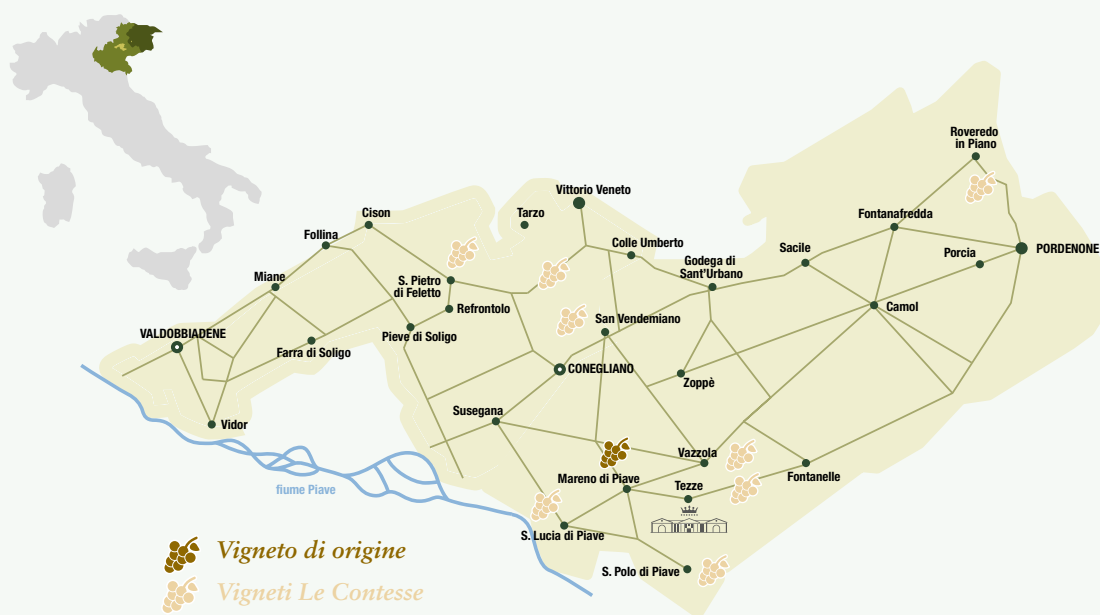 Roveredo
in Piano
Vittorio Veneto
Cison
Tarzo
Fontanafredda
Follina
Colle Umberto
Sacile
PORDENONE
Porcia
Godega di
Sant'Urbano
Miane
S. Pietro
di Feletto
Refrontolo
Camol
San Vendemiano
VALDOBBIADENE
Pieve di Soligo
Farra di Soligo
CONEGLIANO
Zoppè
Susegana
Vidor
Vazzola
Mareno di Piave
Tezze
Fontanelle
fiume Piave
S. Lucia di Piave
S. Polo di Piave
Vigneto di origine
Vigneti Le Contesse